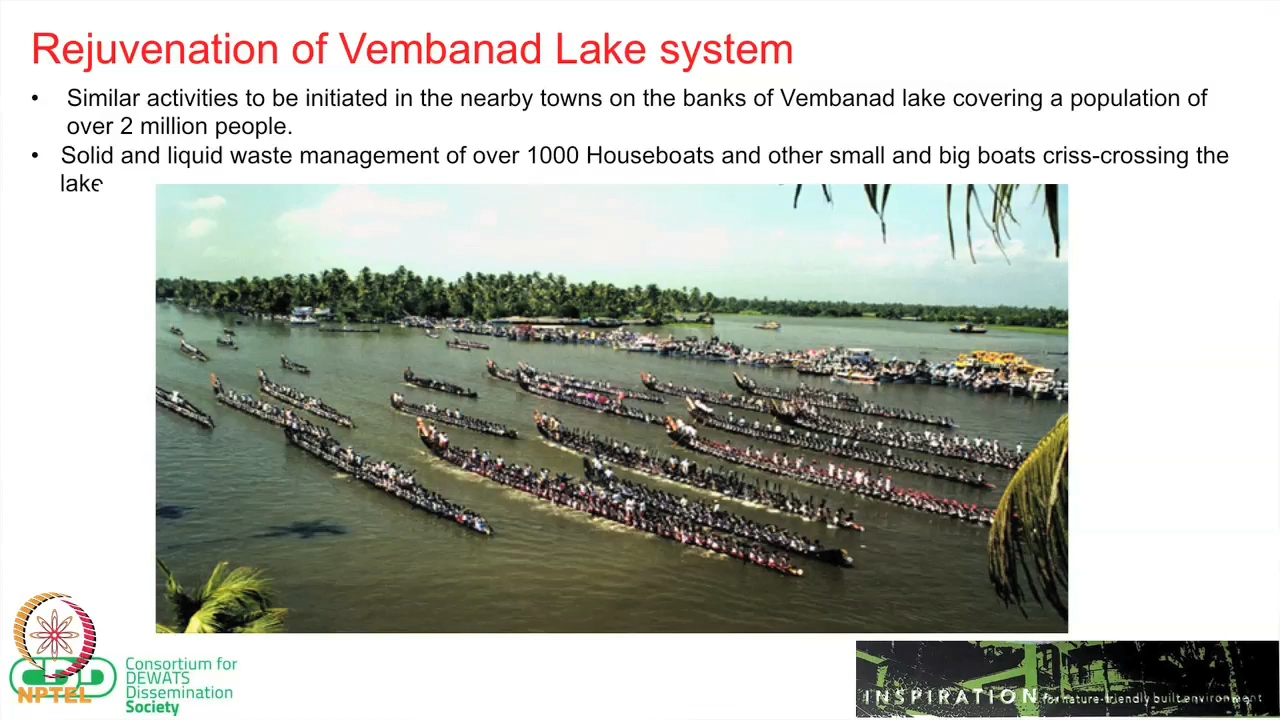 Rejuvenation of Vembanad Lake system
• Similar activities to be initiated in the nearby towns on the banks of Vembanad lake covering a population of
over 2 million people.
• Solid and liquid waste management of over 1000 Houseboats and other small and big boats criss-crossing the
lake
NPTEL
Consortium for
DEWATS
Dissemination
Society
INSPIRATION for nature-friendly built environment